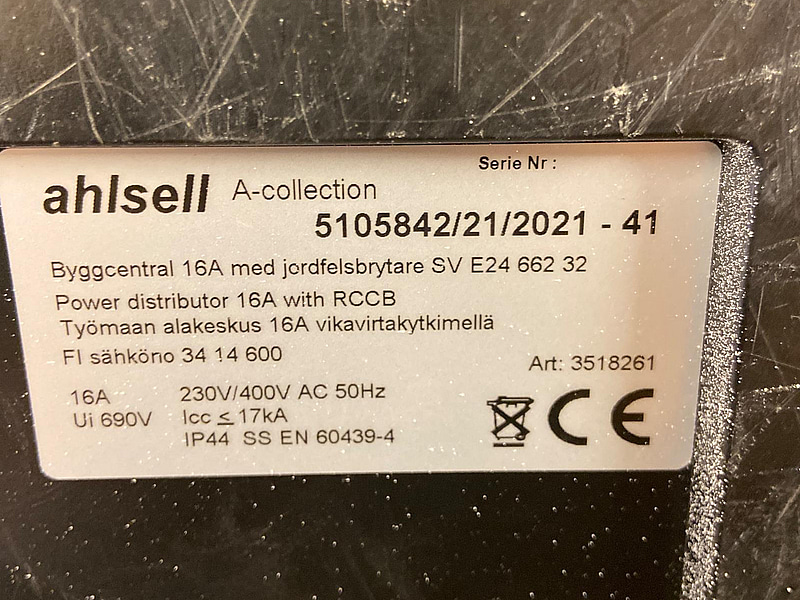 Serie Nr :
ahlsell A-collection
5105842/21/2021 - 41
Byggcentral 16A med jordfelsbrytare SV E24 662 32
Power distributor 16A with RCCB
Työmaan alakeskus 16A vikavirtakytkimellä
FI sähköno 34 14 600
Art: 3518261
16A 230V/400V AC 50Hz
Ui 690V Icc ≤ 17kA
IP44 SS EN 60439-4
CE